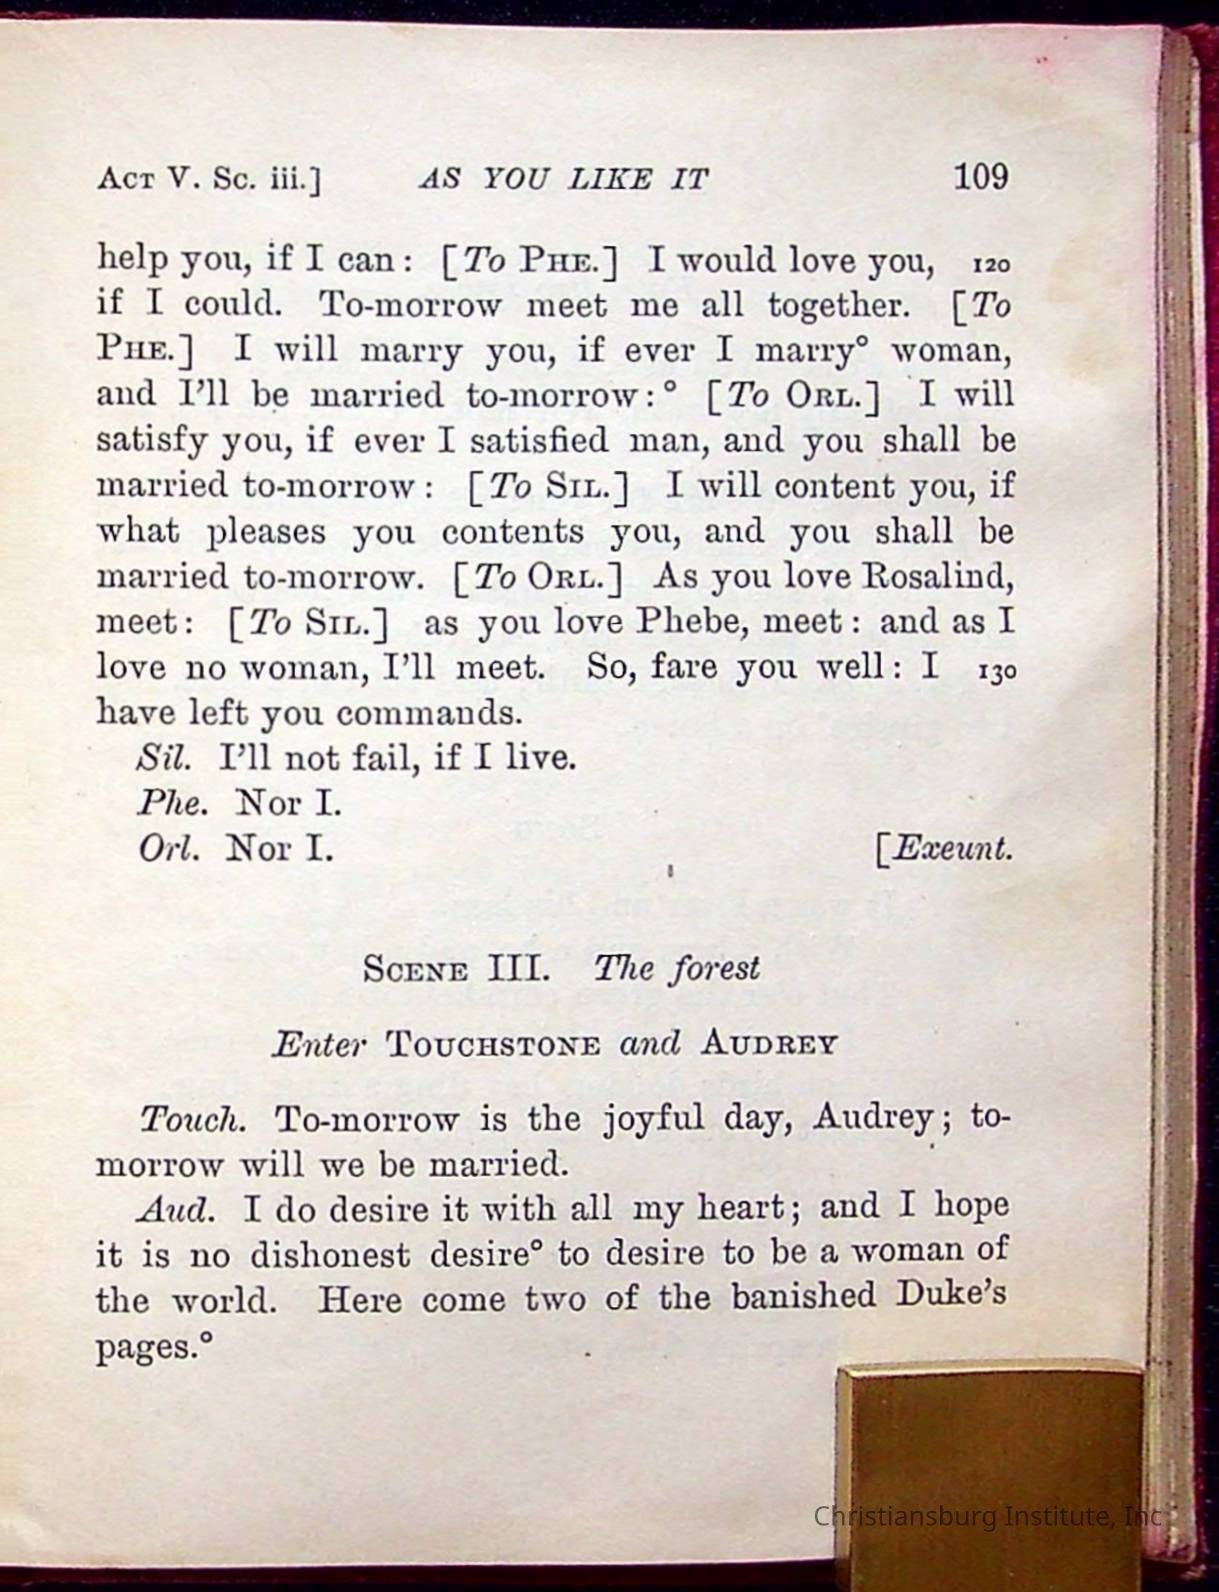 ACT V. Sc. iii.] AS YOU LIKE IT 109
help you, if I can: [To PHE.] I would love you, 120
if I could. To-morrow meet me all together. [To
PHE.] I will marry you, if ever I marry° woman,
and I'll be married to-morrow:° [To ORL.] I will
satisfy you, if ever I satisfied man, and you shall be
married to-morrow: [To SIL.] I will content you, if
what pleases you contents you, and you shall be
married to-morrow. [To ORL.] As you love Rosalind,
meet: [To SIL.] as you love Phebe, meet: and as I
love no woman, I'll meet. So, fare you well: I 130
have left you commands.
Sil. I'll not fail, if I live.
Phe. Nor I.
Orl. Nor I. [Exeunt.
SCENE III. The forest
Enter TOUCHSTONE and AUDREY
Touch. To-morrow is the joyful day, Audrey; to-
morrow will we be married.
Aud. I do desire it with all my heart; and I hope
it is no dishonest desire° to desire to be a woman of
the world. Here come two of the banished Duke's
pages.°
Christiansburg Institute, Inc